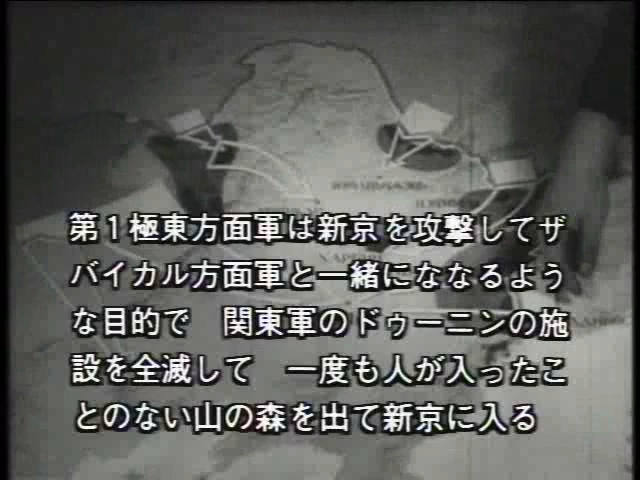 第１極東方面軍は新京を攻撃してザ
バイカル方面軍と一緒にななるよう
な目的で　関東軍のドゥーニンの施
設を全滅して　一度も人が入ったこ
とのない山の森を出て新京に入る